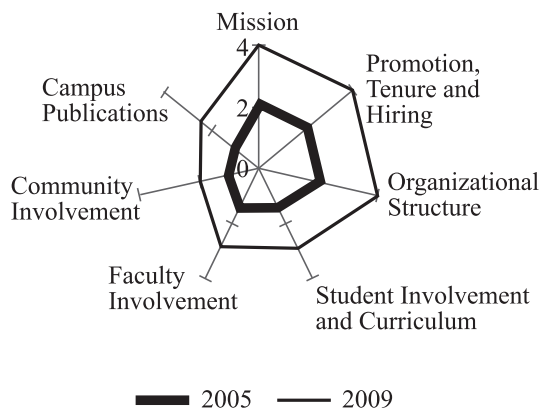 Mission
4
Promotion,
Tenure and
Hiring
Campus
Publications
2
0
Community
Involvement
Organizational
Structure
Faculty
Involvement
Student Involvement
and Curriculum
2005
2009